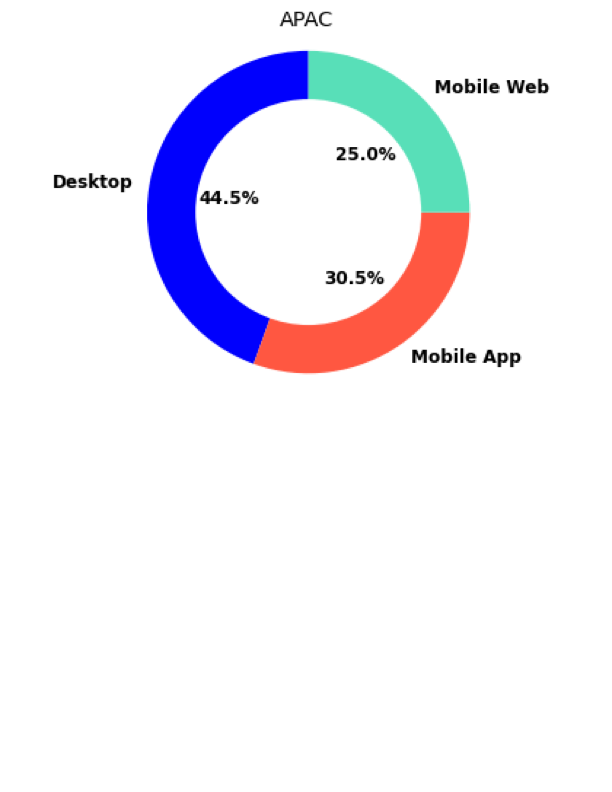 APAC
Mobile Web
25.0%
Desktop
44.5%
30.5%
Mobile App